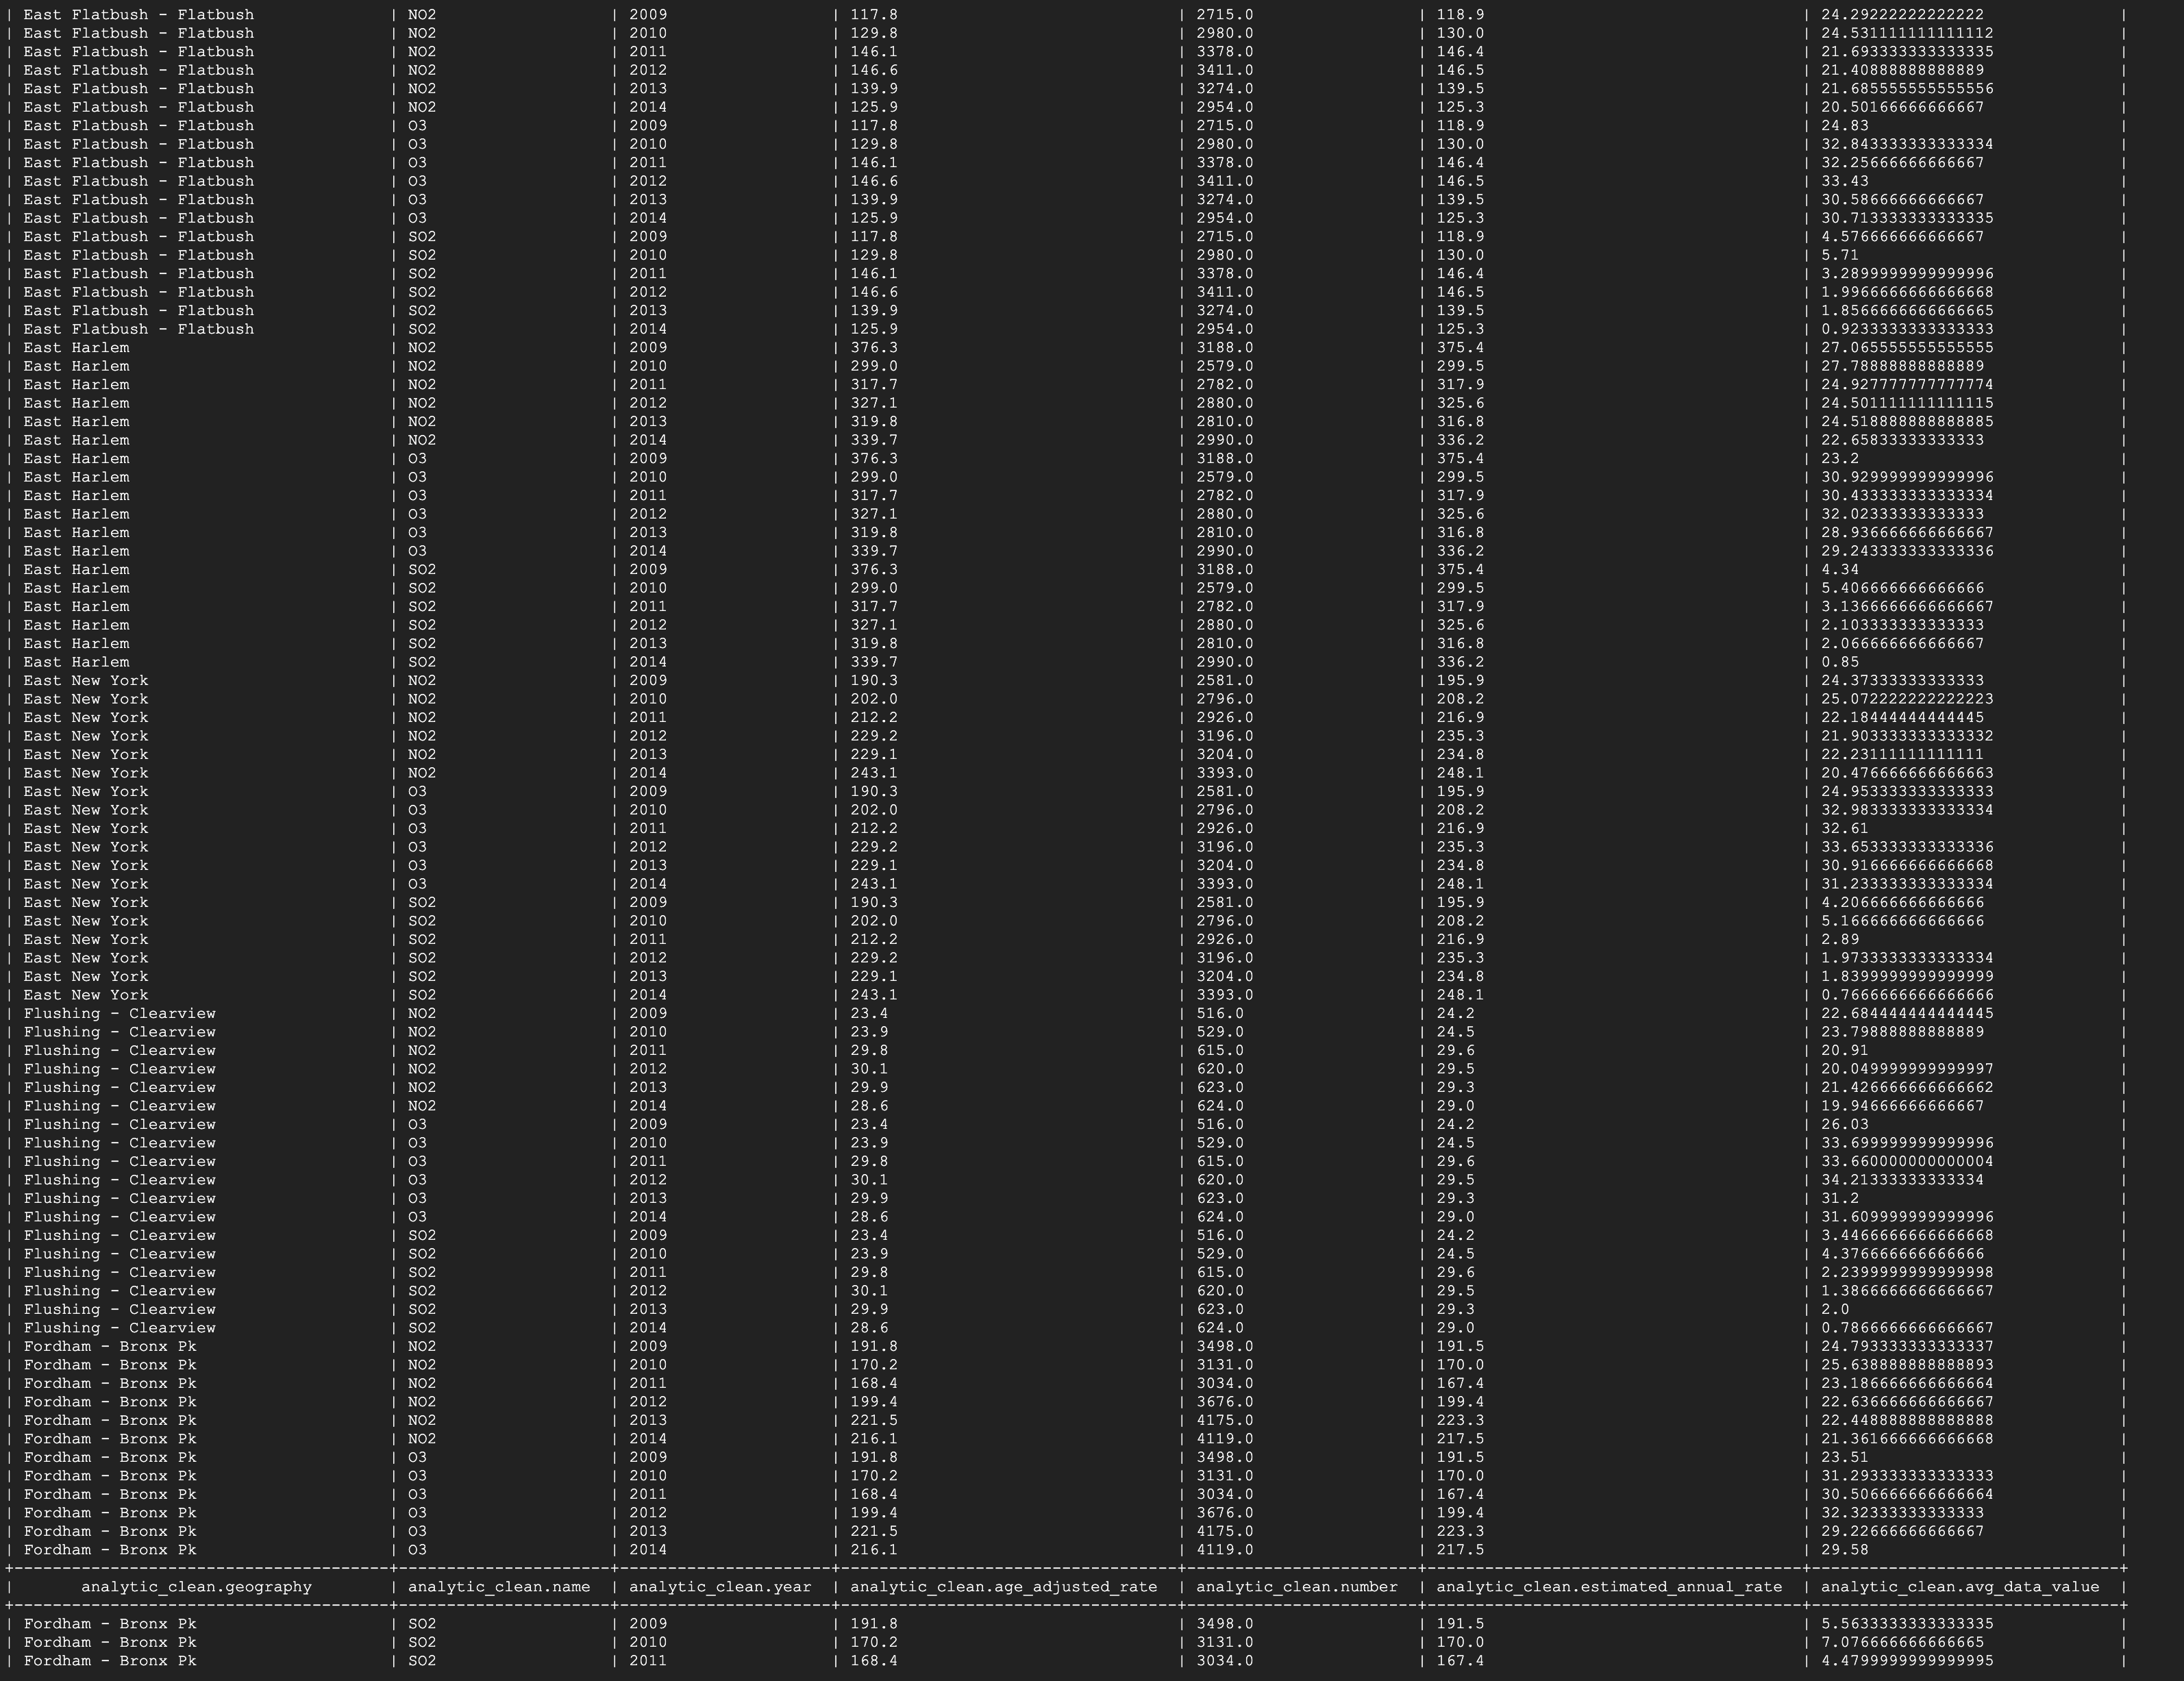 | East Flatbush - Flatbush | NO2 | 2009 | 117.8 | 2715.0 | 118.9 | 24.29222222222222 |
| East Flatbush - Flatbush | NO2 | 2010 | 129.8 | 2980.0 | 130.0 | 24.531111111111112 |
| East Flatbush - Flatbush | NO2 | 2011 | 146.1 | 3378.0 | 146.4 | 21.693333333333335 |
| East Flatbush - Flatbush | NO2 | 2012 | 146.6 | 3411.0 | 146.5 | 21.40888888888889 |
| East Flatbush - Flatbush | NO2 | 2013 | 139.9 | 3274.0 | 139.5 | 21.685555555555556 |
| East Flatbush - Flatbush | NO2 | 2014 | 125.9 | 2954.0 | 125.3 | 20.50166666666667 |
| East Flatbush - Flatbush | O3 | 2009 | 117.8 | 2715.0 | 118.9 | 24.83 |
| East Flatbush - Flatbush | O3 | 2010 | 129.8 | 2980.0 | 130.0 | 32.843333333333334 |
| East Flatbush - Flatbush | O3 | 2011 | 146.1 | 3378.0 | 146.4 | 32.25666666666667 |
| East Flatbush - Flatbush | O3 | 2012 | 146.6 | 3411.0 | 146.5 | 33.43 |
| East Flatbush - Flatbush | O3 | 2013 | 139.9 | 3274.0 | 139.5 | 30.58666666666667 |
| East Flatbush - Flatbush | O3 | 2014 | 125.9 | 2954.0 | 125.3 | 30.713333333333335 |
| East Flatbush - Flatbush | SO2 | 2009 | 117.8 | 2715.0 | 118.9 | 4.576666666666667 |
| East Flatbush - Flatbush | SO2 | 2010 | 129.8 | 2980.0 | 130.0 | 5.71 |
| East Flatbush - Flatbush | SO2 | 2011 | 146.1 | 3378.0 | 146.4 | 3.2899999999999996 |
| East Flatbush - Flatbush | SO2 | 2012 | 146.6 | 3411.0 | 146.5 | 1.9966666666666668 |
| East Flatbush - Flatbush | SO2 | 2013 | 139.9 | 3274.0 | 139.5 | 1.8566666666666665 |
| East Flatbush - Flatbush | SO2 | 2014 | 125.9 | 2954.0 | 125.3 | 0.9233333333333333 |
| East Harlem | NO2 | 2009 | 376.3 | 3188.0 | 375.4 | 27.065555555555555 |
| East Harlem | NO2 | 2010 | 299.0 | 2579.0 | 299.5 | 27.78888888888889 |
| East Harlem | NO2 | 2011 | 317.7 | 2782.0 | 317.9 | 24.927777777777774 |
| East Harlem | NO2 | 2012 | 327.1 | 2880.0 | 325.6 | 24.501111111111115 |
| East Harlem | NO2 | 2013 | 319.8 | 2810.0 | 316.8 | 24.518888888888885 |
| East Harlem | NO2 | 2014 | 339.7 | 2990.0 | 336.2 | 22.65833333333333 |
| East Harlem | O3 | 2009 | 376.3 | 3188.0 | 375.4 | 23.2 |
| East Harlem | O3 | 2010 | 299.0 | 2579.0 | 299.5 | 30.929999999999996 |
| East Harlem | O3 | 2011 | 317.7 | 2782.0 | 317.9 | 30.433333333333334 |
| East Harlem | O3 | 2012 | 327.1 | 2880.0 | 325.6 | 32.02333333333333 |
| East Harlem | O3 | 2013 | 319.8 | 2810.0 | 316.8 | 28.936666666666667 |
| East Harlem | O3 | 2014 | 339.7 | 2990.0 | 336.2 | 29.243333333333336 |
| East Harlem | SO2 | 2009 | 376.3 | 3188.0 | 375.4 | 4.34 |
| East Harlem | SO2 | 2010 | 299.0 | 2579.0 | 299.5 | 5.406666666666666 |
| East Harlem | SO2 | 2011 | 317.7 | 2782.0 | 317.9 | 3.1366666666666667 |
| East Harlem | SO2 | 2012 | 327.1 | 2880.0 | 325.6 | 2.103333333333333 |
| East Harlem | SO2 | 2013 | 319.8 | 2810.0 | 316.8 | 2.066666666666667 |
| East Harlem | SO2 | 2014 | 339.7 | 2990.0 | 336.2 | 0.85 |
| East New York | NO2 | 2009 | 190.3 | 2581.0 | 195.9 | 24.37333333333333 |
| East New York | NO2 | 2010 | 202.0 | 2796.0 | 208.2 | 25.072222222222223 |
| East New York | NO2 | 2011 | 212.2 | 2926.0 | 216.9 | 22.18444444444445 |
| East New York | NO2 | 2012 | 229.2 | 3196.0 | 235.3 | 21.903333333333332 |
| East New York | NO2 | 2013 | 229.1 | 3204.0 | 234.8 | 22.23111111111111 |
| East New York | NO2 | 2014 | 243.1 | 3393.0 | 248.1 | 20.476666666666663 |
| East New York | O3 | 2009 | 190.3 | 2581.0 | 195.9 | 24.953333333333333 |
| East New York | O3 | 2010 | 202.0 | 2796.0 | 208.2 | 32.983333333333334 |
| East New York | O3 | 2011 | 212.2 | 2926.0 | 216.9 | 32.61 |
| East New York | O3 | 2012 | 229.2 | 3196.0 | 235.3 | 33.653333333333336 |
| East New York | O3 | 2013 | 229.1 | 3204.0 | 234.8 | 30.916666666666668 |
| East New York | O3 | 2014 | 243.1 | 3393.0 | 248.1 | 31.233333333333334 |
| East New York | SO2 | 2009 | 190.3 | 2581.0 | 195.9 | 4.206666666666666 |
| East New York | SO2 | 2010 | 202.0 | 2796.0 | 208.2 | 5.166666666666666 |
| East New York | SO2 | 2011 | 212.2 | 2926.0 | 216.9 | 2.89 |
| East New York | SO2 | 2012 | 229.2 | 3196.0 | 235.3 | 1.9733333333333334 |
| East New York | SO2 | 2013 | 229.1 | 3204.0 | 234.8 | 1.8399999999999999 |
| East New York | SO2 | 2014 | 243.1 | 3393.0 | 248.1 | 0.7666666666666666 |
| Flushing - Clearview | NO2 | 2009 | 23.4 | 516.0 | 24.2 | 22.684444444444445 |
| Flushing - Clearview | NO2 | 2010 | 23.9 | 529.0 | 24.5 | 23.79888888888889 |
| Flushing - Clearview | NO2 | 2011 | 29.8 | 615.0 | 29.6 | 20.91 |
| Flushing - Clearview | NO2 | 2012 | 30.1 | 620.0 | 29.5 | 20.049999999999997 |
| Flushing - Clearview | NO2 | 2013 | 29.9 | 623.0 | 29.3 | 21.426666666666662 |
| Flushing - Clearview | NO2 | 2014 | 28.6 | 624.0 | 29.0 | 19.94666666666667 |
| Flushing - Clearview | O3 | 2009 | 23.4 | 516.0 | 24.2 | 26.03 |
| Flushing - Clearview | O3 | 2010 | 23.9 | 529.0 | 24.5 | 33.699999999999996 |
| Flushing - Clearview | O3 | 2011 | 29.8 | 615.0 | 29.6 | 33.660000000000004 |
| Flushing - Clearview | O3 | 2012 | 30.1 | 620.0 | 29.5 | 34.21333333333334 |
| Flushing - Clearview | O3 | 2013 | 29.9 | 623.0 | 29.3 | 31.2 |
| Flushing - Clearview | O3 | 2014 | 28.6 | 624.0 | 29.0 | 31.609999999999996 |
| Flushing - Clearview | SO2 | 2009 | 23.4 | 516.0 | 24.2 | 3.4466666666666668 |
| Flushing - Clearview | SO2 | 2010 | 23.9 | 529.0 | 24.5 | 4.376666666666666 |
| Flushing - Clearview | SO2 | 2011 | 29.8 | 615.0 | 29.6 | 2.2399999999999998 |
| Flushing - Clearview | SO2 | 2012 | 30.1 | 620.0 | 29.5 | 1.3866666666666667 |
| Flushing - Clearview | SO2 | 2013 | 29.9 | 623.0 | 29.3 | 2.0 |
| Flushing - Clearview | SO2 | 2014 | 28.6 | 624.0 | 29.0 | 0.7866666666666667 |
| Fordham - Bronx Pk | NO2 | 2009 | 191.8 | 3498.0 | 191.5 | 24.793333333333337 |
| Fordham - Bronx Pk | NO2 | 2010 | 170.2 | 3131.0 | 170.0 | 25.638888888888893 |
| Fordham - Bronx Pk | NO2 | 2011 | 168.4 | 3034.0 | 167.4 | 23.186666666666664 |
| Fordham - Bronx Pk | NO2 | 2012 | 199.4 | 3676.0 | 199.4 | 22.636666666666667 |
| Fordham - Bronx Pk | NO2 | 2013 | 221.5 | 4175.0 | 223.3 | 22.448888888888888 |
| Fordham - Bronx Pk | NO2 | 2014 | 216.1 | 4119.0 | 217.5 | 21.361666666666668 |
| Fordham - Bronx Pk | O3 | 2009 | 191.8 | 3498.0 | 191.5 | 23.51 |
| Fordham - Bronx Pk | O3 | 2010 | 170.2 | 3131.0 | 170.0 | 31.293333333333333 |
| Fordham - Bronx Pk | O3 | 2011 | 168.4 | 3034.0 | 167.4 | 30.506666666666664 |
| Fordham - Bronx Pk | O3 | 2012 | 199.4 | 3676.0 | 199.4 | 32.32333333333333 |
| Fordham - Bronx Pk | O3 | 2013 | 221.5 | 4175.0 | 223.3 | 29.22666666666667 |
| Fordham - Bronx Pk | O3 | 2014 | 216.1 | 4119.0 | 217.5 | 29.58 |
| analytic_clean.geography | analytic_clean.name | analytic_clean.year | analytic_clean.age_adjusted_rate | analytic_clean.number | analytic_clean.estimated_annual_rate | analytic_clean.avg_data_value |
| Fordham - Bronx Pk | SO2 | 2009 | 191.8 | 3498.0 | 191.5 | 5.5633333333333335 |
| Fordham - Bronx Pk | SO2 | 2010 | 170.2 | 3131.0 | 170.0 | 7.076666666666665 |
| Fordham - Bronx Pk | SO2 | 2011 | 168.4 | 3034.0 | 167.4 | 4.4799999999999995 |